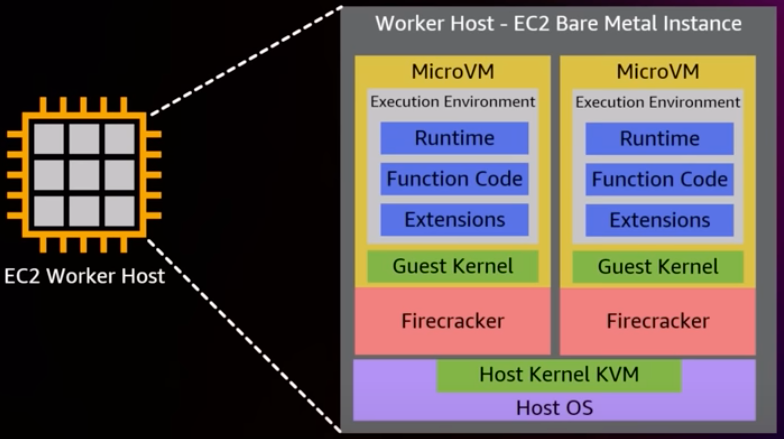 Worker Host - EC2 Bare Metal Instance
MicroVM
Execution Environment
Runtime
Function Code
Extensions
Guest Kernel
Firecracker
MicroVM
Execution Environment
Runtime
Function Code
Extensions
Guest Kernel
Firecracker
Host Kernel KVM
Host OS
EC2 Worker Host